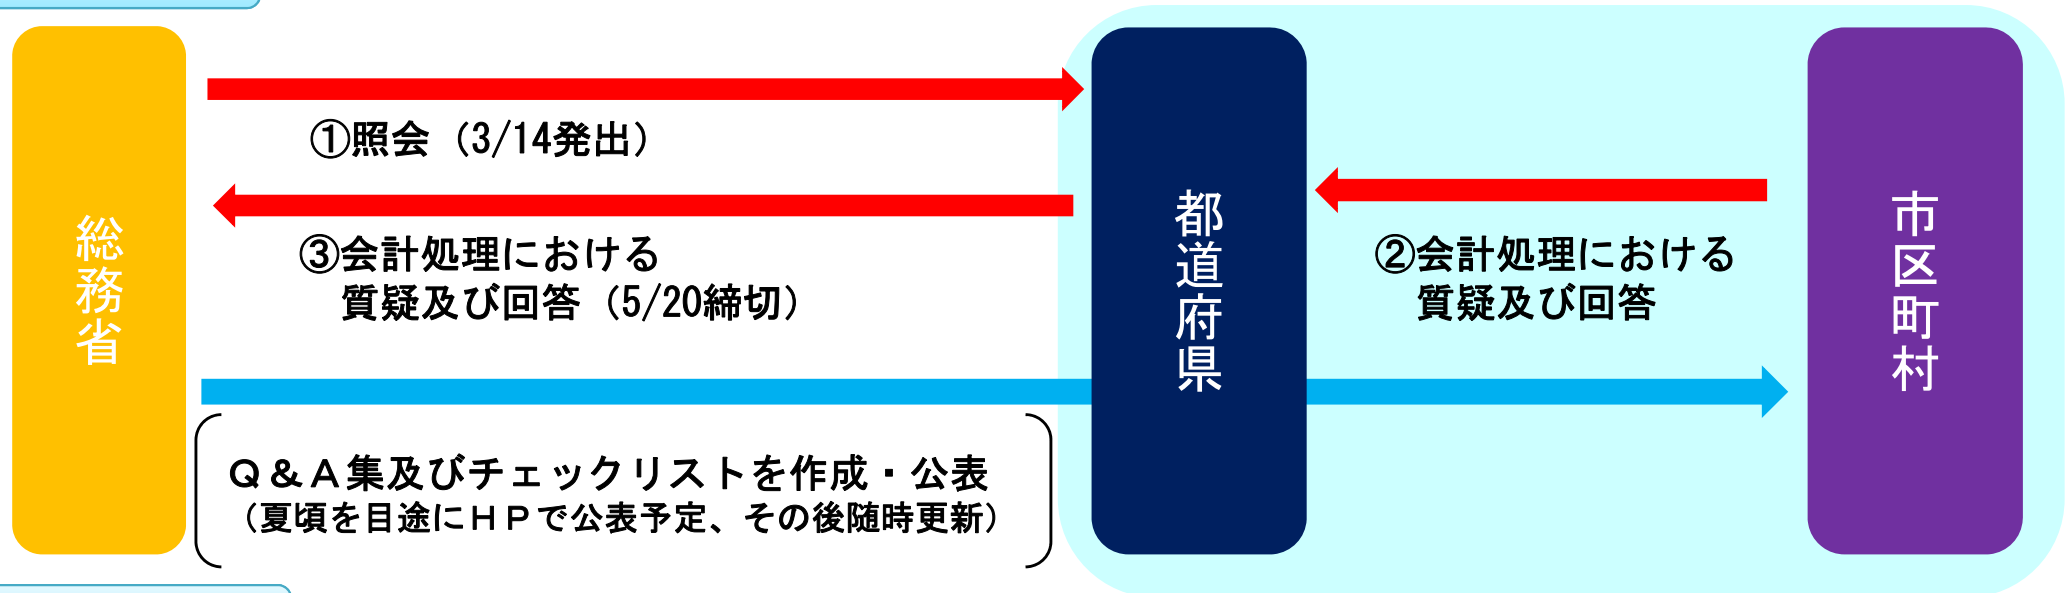 総務省
①照会（3/14発出）
③会計処理における
質疑及び回答（5/20締切）
Ｑ＆Ａ集及びチェックリストを作成・公表
（夏頃を目途にＨＰで公表予定、その後随時更新）
都道府県
②会計処理における
質疑及び回答
市区町村